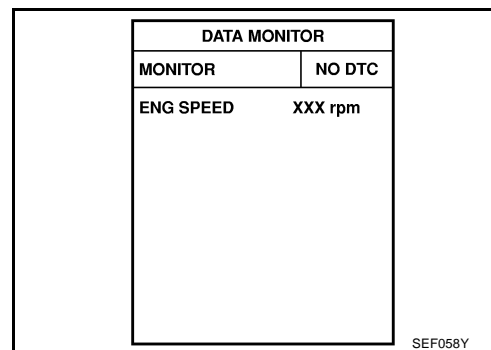 DATA MONITOR
MONITOR NO DTC
ENG SPEED XXX rpm
SEF058Y